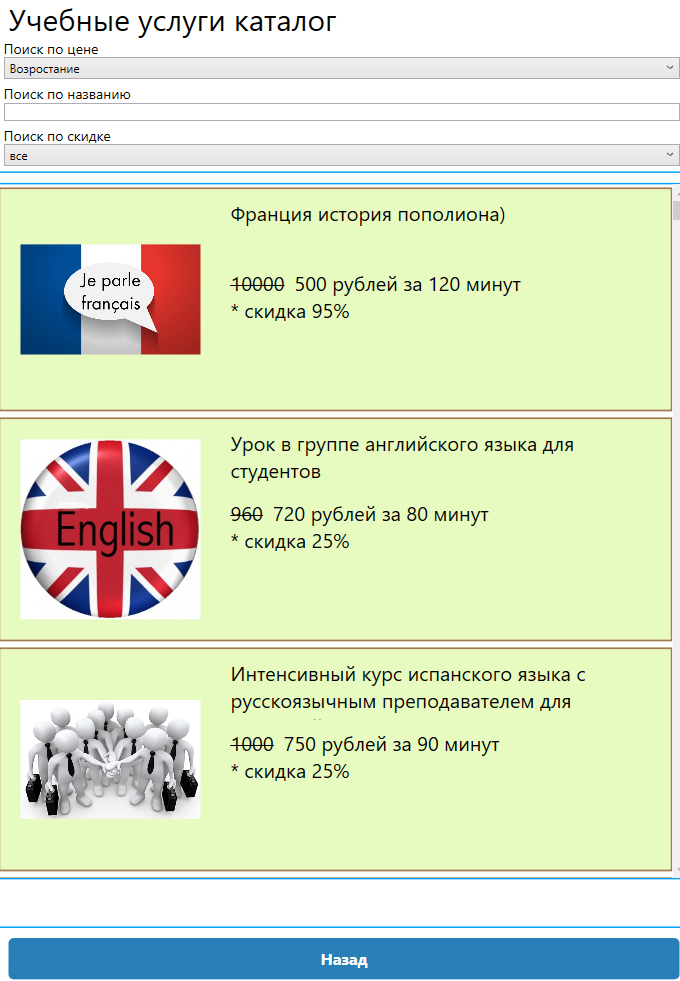 Учебные услуги каталог
Поиск по цене
Возростание
Поиск по названию
Поиск по скидке
все
Франция история пополиона)
Je parle
français
10000 500 рублей за 120 минут
* скидка 95%
Урок в группе английского языка для
студентов
English
960 720 рублей за 80 минут
* скидка 25%
Интенсивный курс испанского языка с
русскоязычным преподавателем для
1000 750 рублей за 90 минут
* скидка 25%
Назад